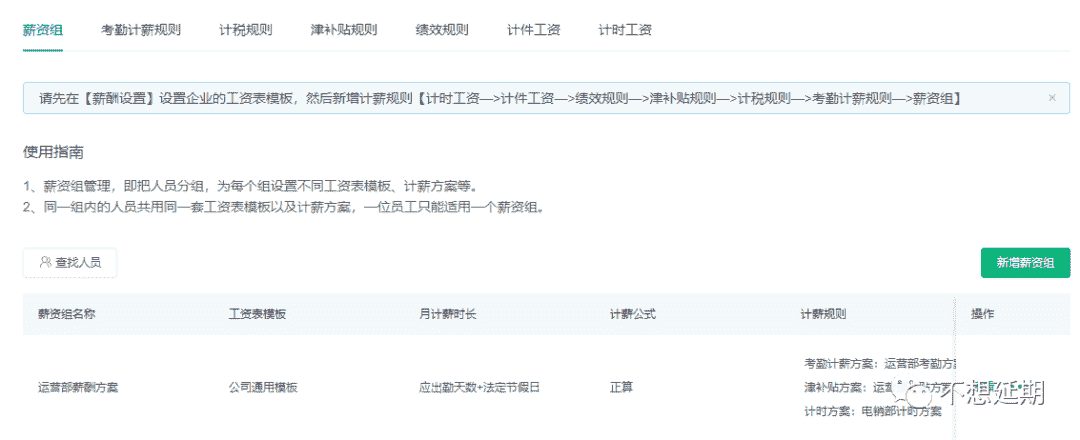 薪资组 考勤计薪规则 计税规则 津补贴规则 绩效规则 计件工资 计时工资
请先在【薪酬设置】设置企业的工资表模板，然后新增计薪规则【计时工资—>计件工资—>绩效规则—>津补贴规则—>计税规则—>考勤计薪规则—>薪资组】 ×
使用指南
1、薪资组管理，即把人员分组，为每个组设置不同工资表模板、计薪方案等。
2、同一组内的人员共用同一套工资表模板以及计薪方案，一位员工只能适用一个薪资组。
查找人员 新增薪资组
薪资组名称 工资表模板 月计薪时长 计薪公式 计薪规则 操作
考勤计薪方案：运营部考勤方
运营部薪酬方案 公司通用模板 应出勤天数+法定节假日 正算 津补贴方案：运营 贴方
不想延期
计时方案：电销部计时方案